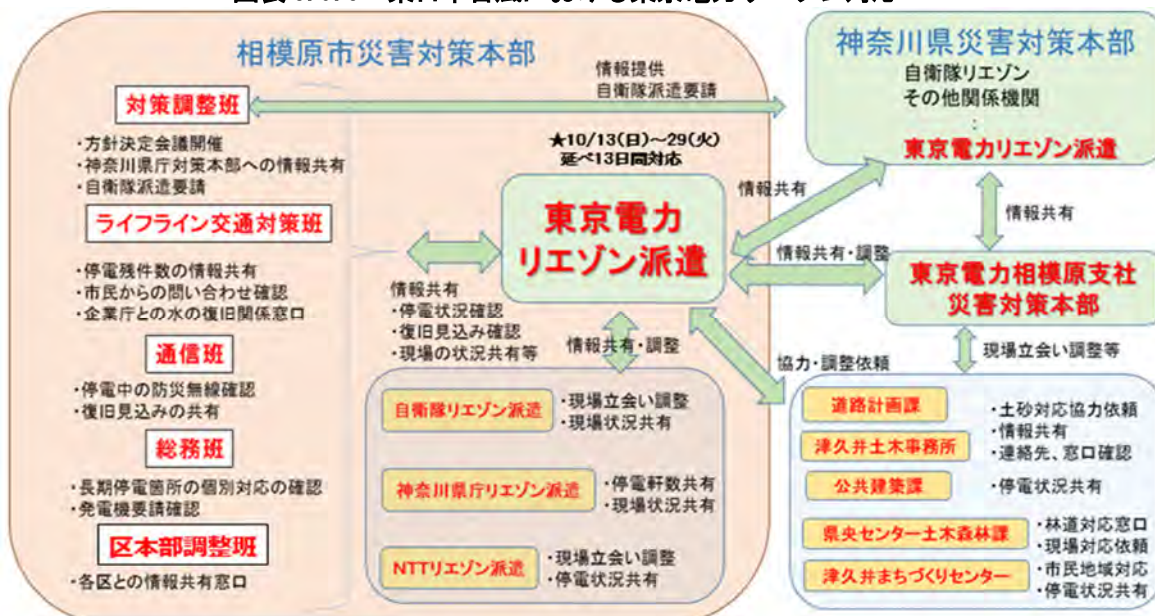 相模原市災害対策本部
対策調整班
・方針決定会議開催
・神奈川県庁対策本部への情報共有
・自衛隊派遣要請
ライフライン交通対策班
・停電残件数の情報共有
・市民からの問い合わせ確認
・企業庁との水の復旧関係窓口
通信班
・停電中の防災無線確認
・復旧見込みの共有
総務班
・長期停電箇所の個別対応の確認
・発電機要請確認
区本部調整班
・各区との情報共有窓口
情報提供
自衛隊派遣要請
★10/13(日)～29(火)
延べ13日間対応
東京電力
リエゾン派遣
情報共有
・停電状況確認
・復旧見込み確認
・現場の状況共有等
情報共有・調整
自衛隊リエゾン派遣
・現場立会い調整
・現場状況共有
神奈川県庁リエゾン派遣
・停電軒数共有
・現場状況共有
NTTリエゾン派遣
・現場立会い調整
・停電状況共有
神奈川県災害対策本部
自衛隊リエゾン
その他関係機関
:
東京電力リエゾン派遣
情報共有
情報共有
情報共有・調整
東京電力相模原支社
災害対策本部
現場立会い調整等
協力・調整依頼
道路計画課
津久井土木事務所
・土砂対応協力依頼
・情報共有
・連絡先、窓口確認
公共建築課
・停電状況共有
県央センター土木森林課
・林道対応窓口
・現場対応依頼
津久井まちづくりセンター
・市民地域対応
・停電状況共有